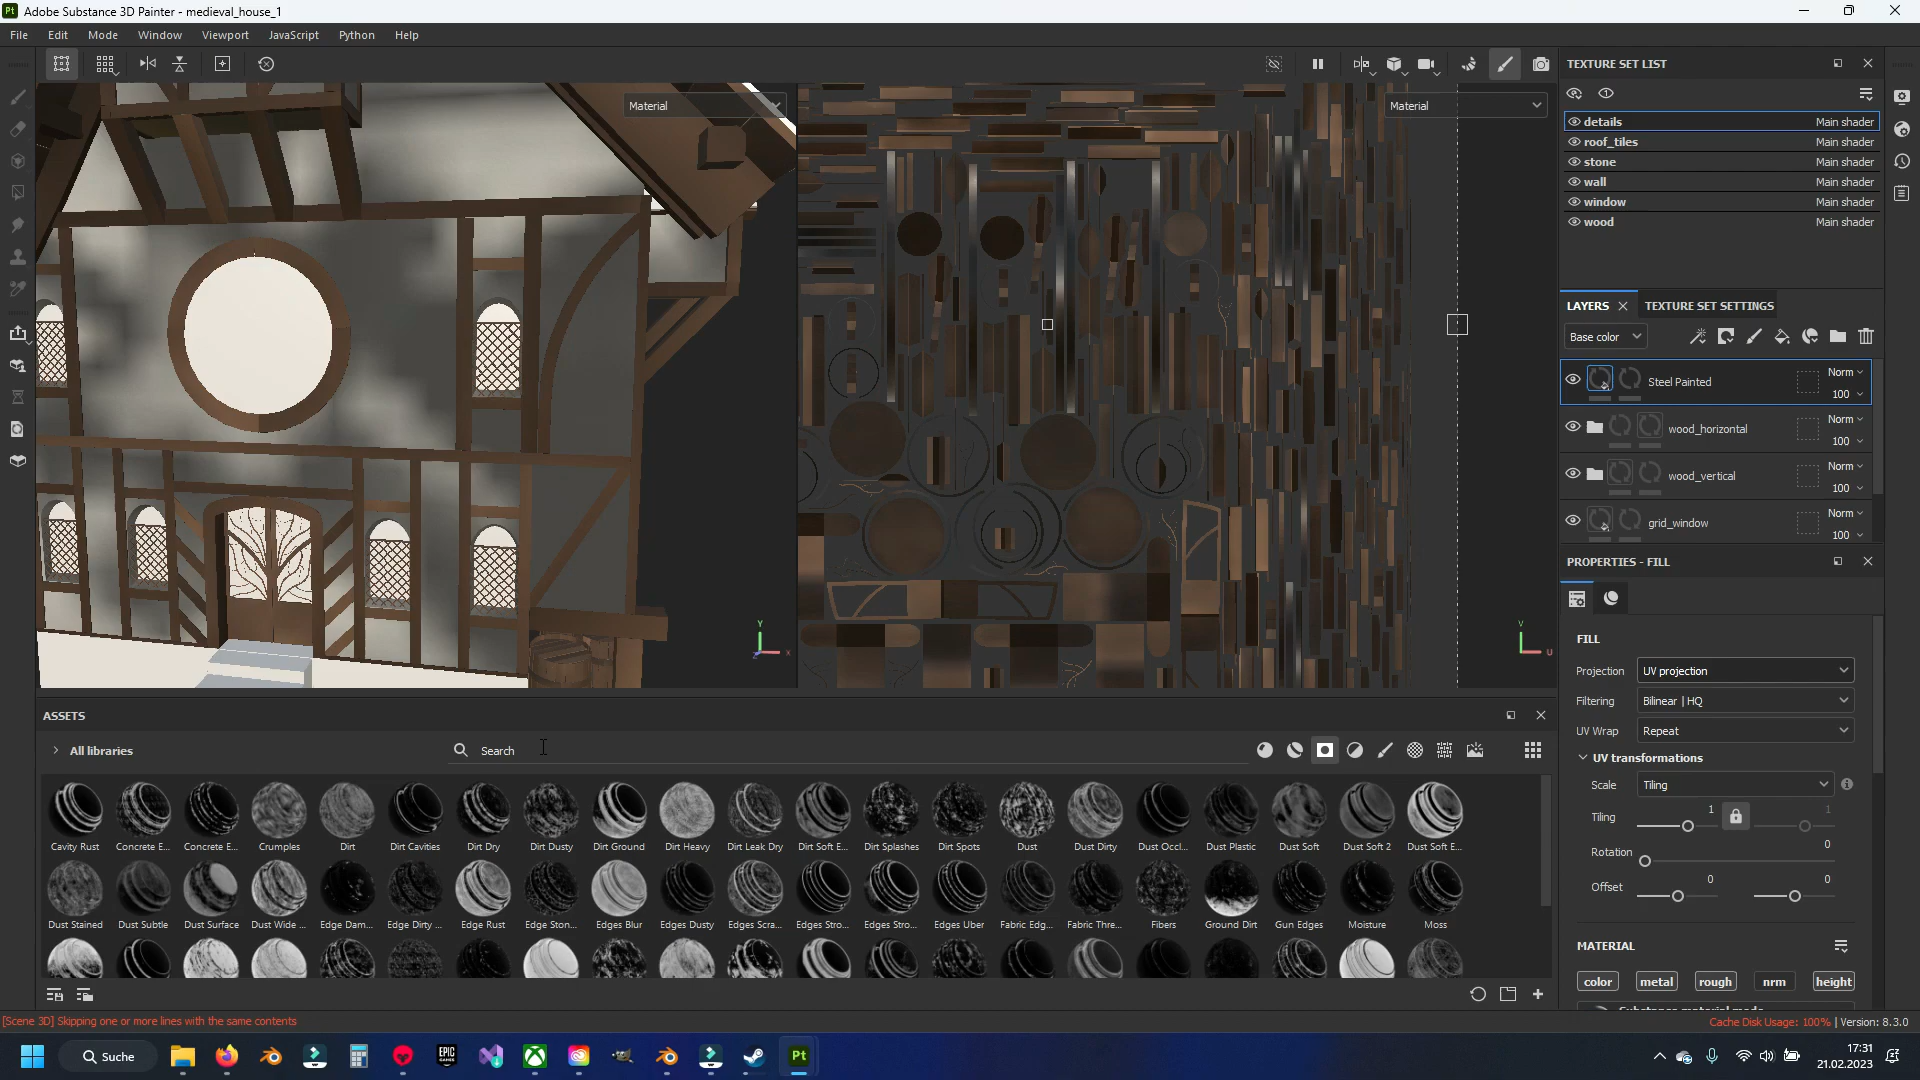 Adobe Substance 3D Painter - medieval_house_1
File Edit Mode Window Viewport JavaScript Python Help
Material
Material
TEXTURE SET LIST
details Main shader
roof_tiles Main shader
stone Main shader
wall Main shader
window Main shader
wood Main shader
LAYERS TEXTURE SET SETTINGS
Base color
Steel Painted Norm 100
wood_horizontal Norm 100
wood_vertical Norm 100
grid_window Norm 100
PROPERTIES - FILL
FILL
Projection UV projection
Filtering Bilinear | HQ
UV Wrap Repeat
UV transformations
Scale Tiling
Tiling 1 1
Rotation 0
Offset 0 0
MATERIAL
color metal rough nrm height
ASSETS
All libraries
Search
Cavity Rust Concrete E... Concrete E... Crumples Dirt Dirt Cavities Dirt Dry Dirt Dusty Dirt Ground Dirt Heavy Dirt Leak Dry Dirt Soft E... Dirt Splashes Dirt Spots Dust Dust Dirty Dust Occl... Dust Plastic Dust Soft Dust Soft 2 Dust Soft E...
Dust Stained Dust Subtle Dust Surface Dust Wide ... Edge Dam... Edge Dirty ... Edge Rust Edge Ston... Edges Blur Edges Dusty Edges Scra... Edges Stro... Edges Stro... Edges Uber Fabric Edg... Fabric Thre... Fibers Ground Dirt Gun Edges Moisture Moss
[Scene 3D] Skipping one or more lines with the same contents
Cache Disk Usage: 100% | Version: 8.3.0
Suche
17:31
21.02.2023